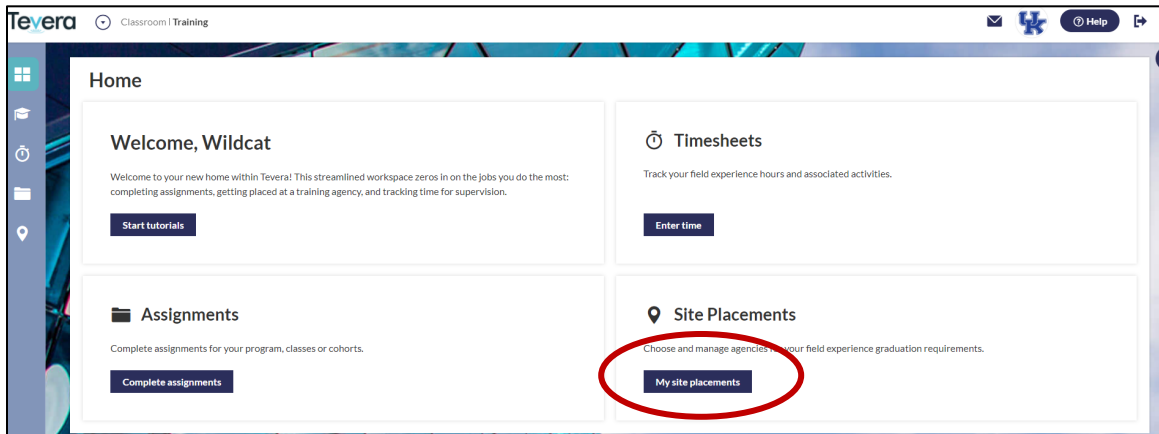 Tevera
Classroom | Training
UK
Help
Home
Welcome, Wildcat
Welcome to your new home within Tevera! This streamlined workspace zeros in on the jobs you do the most:
completing assignments, getting placed at a training agency, and tracking time for supervision.
Start tutorials
Timesheets
Track your field experience hours and associated activities.
Enter time
Assignments
Complete assignments for your program, classes or cohorts.
Complete assignments
Site Placements
Choose and manage agencies for your field experience graduation requirements.
My site placements